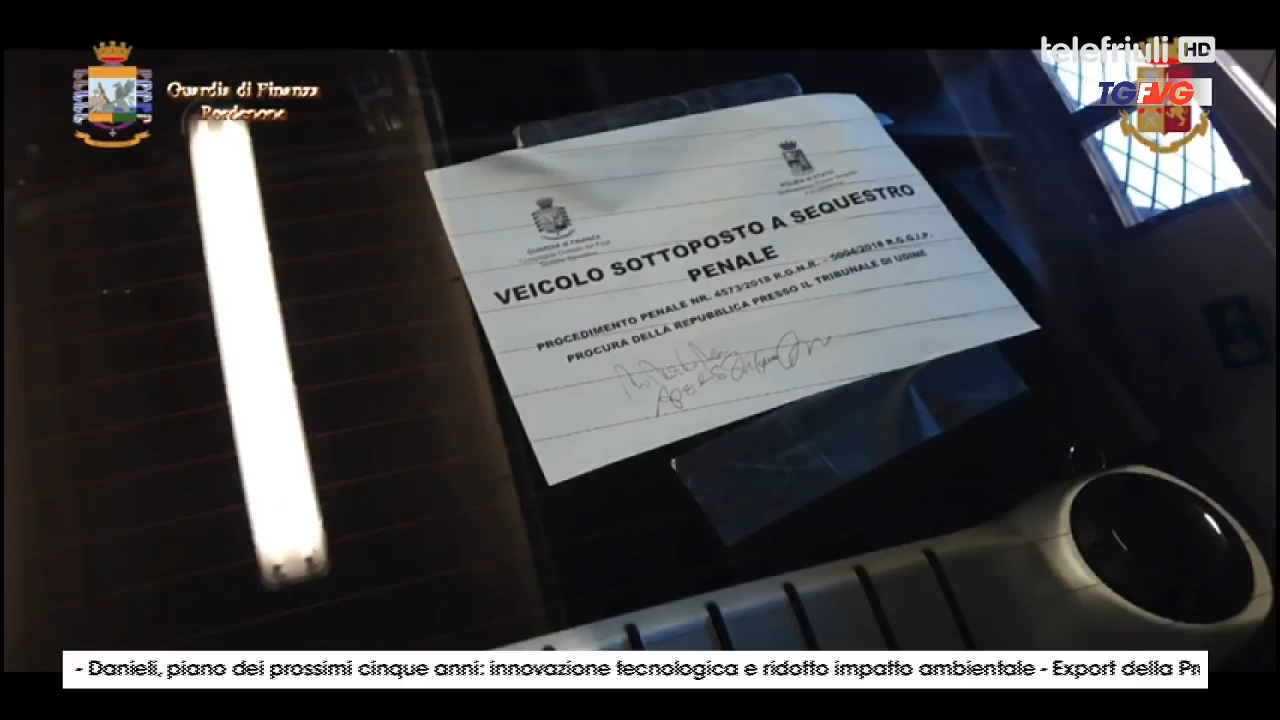 telefriuli HD
TGFVG
Guardia di Finanza
Pordenone
POLIZIA di STATO
GUARDIA di FINANZA
VEICOLO SOTTOPOSTO A SEQUESTRO
PENALE
PROCEDIMENTO PENALE NR. 4573/2018 R.G.N.R. - 5004/2018 R.G.G.I.P.
PROCURA DELLA REPUBBLICA PRESSO IL TRIBUNALE DI UDINE
- Danieli, piano dei prossimi cinque anni: innovazione tecnologica e ridotto impatto ambientale - Export della Pr